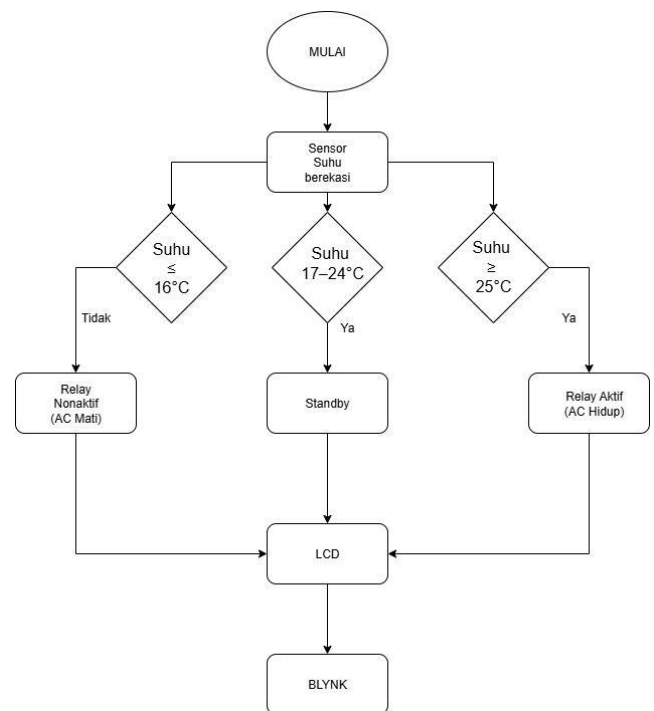 MULAI
Sensor
Suhu
berekasi
Suhu
≤
16°C
Suhu
17–24°C
Suhu
≥
25°C
Tidak
Ya
Ya
Relay
Nonaktif
(AC Mati)
Standby
Relay Aktif
(AC Hidup)
LCD
BLYNK